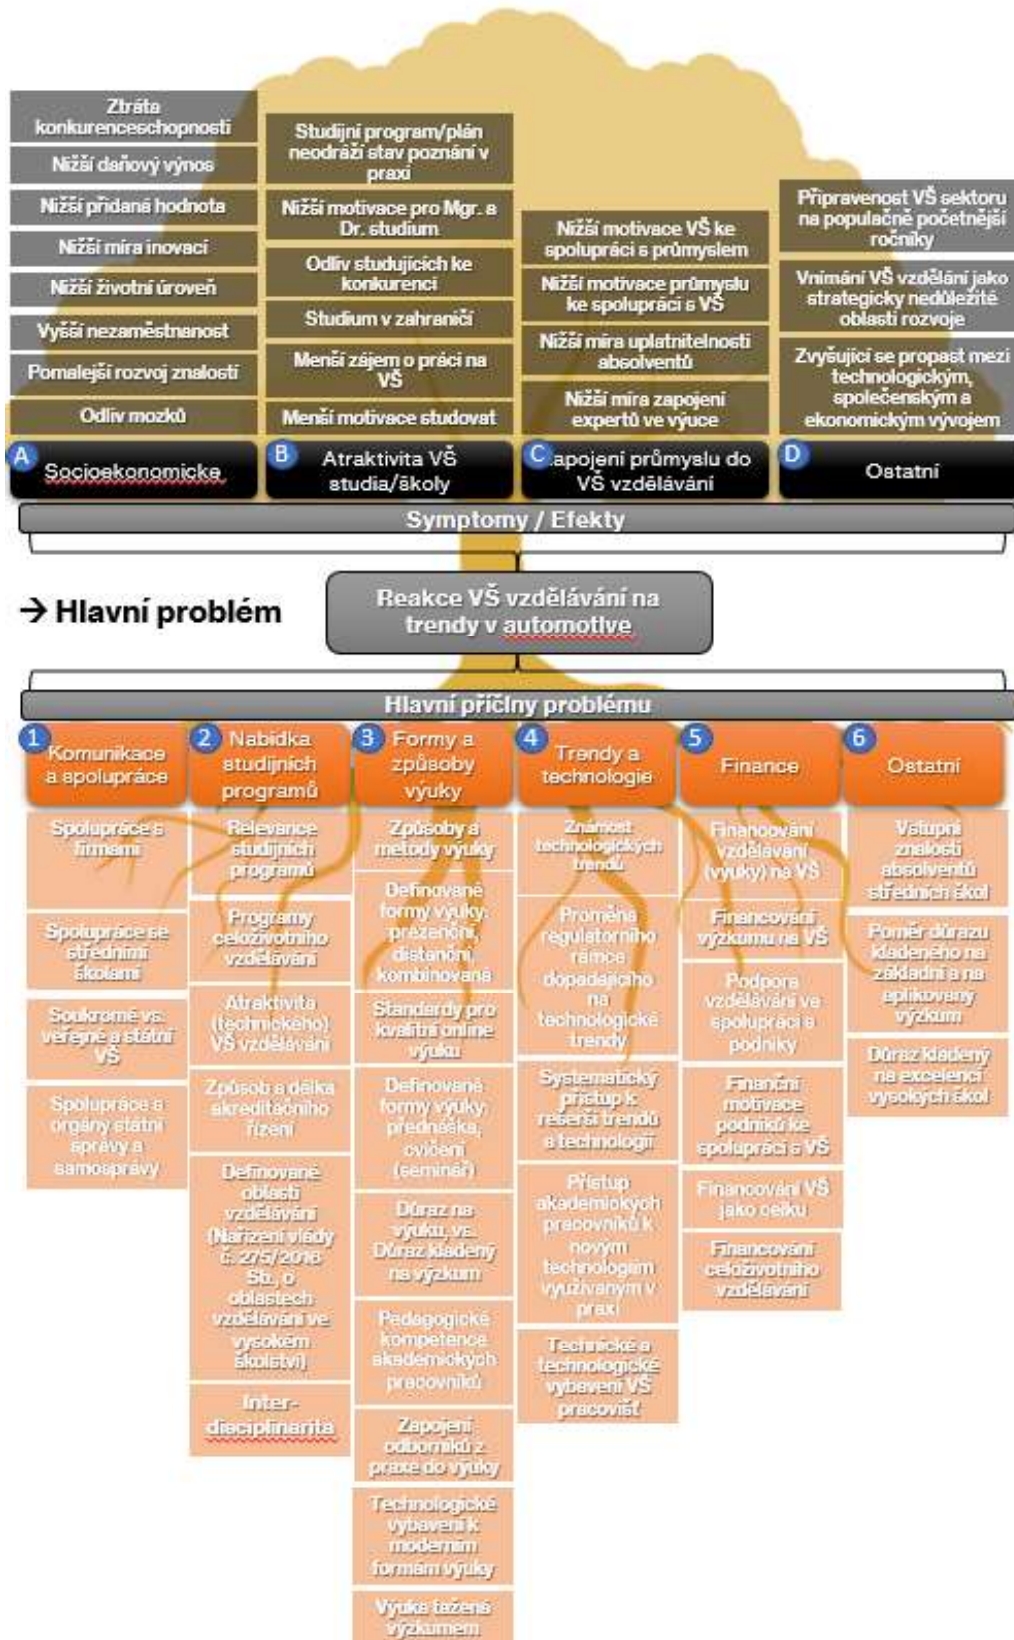 Ztráta
konkurenceschopnosti
Nižší daňový výnos
Nižší přidaná hodnota
Nižší míra inovací
Nižší životní úroveň
Vyšší nezaměstnanost
Pomalejší rozvoj znalostí
Odliv mozků
A
Socioekonomicke
Studijní program/plán
neodráží stav poznání v
praxi
Nižší motivace pro Mgr. a
Dr. studium
Odliv studujících ke
konkurenci
Studium v zahraničí
Menší zájem o práci na
VŠ
Menší motivace studovat
B
Atraktivita VŠ
studia/školy
Nižší motivace VŠ ke
spolupráci s průmyslem
Nižší motivace průmyslu
ke spolupráci s VŠ
Nižší míra uplatnitelnosti
absolventů
Nižší míra zapojení
expertů ve výuce
C
apojení průmyslu do
VŠ vzdělávání
Připravenost VŠ sektoru
na populačně početnější
ročníky
Vnímání VŠ vzdělání jako
strategicky nedůležité
oblasti rozvoje
Zvyšující se propast mezi
technologickým,
společenským a
ekonomickým vývojem
D
Ostatní
Symptomy / Efekty
→ Hlavní problém
Reakce VŠ vzdělávání na
trendy v automotive
Hlavní příčiny problému
1
Komunikace
a spolupráce
Spolupráce s
firmami
Spolupráce se
středními
školami
Soukromé vs.
veřejné a státní
VŠ
Spolupráce s
orgány státní
správy a
samosprávy
2
Nabídka
studijních
programů
Relevance
studijních
programů
Programy
celoživotního
vzdělávání
Atraktivita
(technického)
VŠ vzdělávání
Způsob a délka
akreditačního
řízení
Definované
oblasti
vzdělávání
(Nařízení vlády
č. 275/2016
Sb., o
oblastech
vzdělávání ve
vysokém
školství)
Inter-
disciplinarita
3
Formy a
způsoby
výuky
Způsoby a
metody výuky
Definované
formy výuky:
prezenční,
distanční,
kombinovaná
Standardy pro
kvalitní online
výuku
Definované
formy výuky:
přednáška,
cvičení
(seminář)
Důraz na
výuku, vs.
Důraz kladený
na výzkum
Pedagogické
kompetence
akademických
pracovníků
Zapojení
odborníků z
praxe do výuky
Technologické
vybavení k
moderním
formám výuky
Výuka tažená
výzkumem
4
Trendy a
technologie
Známost
technologických
trendů
Proměna
regulatorního
rámce
dopadajícího
na
technologické
trendy
Systematický
přístup k
rešerši trendů
a technologií
Přístup
akademických
pracovníků k
novým
technologiím
využívaným v
praxi
Technické a
technologické
vybavení VŠ
pracovišť
5
Finance
Financování
vzdělávání
(výuky) na VŠ
Financování
výzkumu na VŠ
Podpora
vzdělávání ve
spolupráci s
podniky
Finanční
motivace
podniků ke
spolupráci s VŠ
Financování VŠ
jako celku
Financování
celoživotního
vzdělávání
6
Ostatní
Vstupní
znalosti
absolventů
středních škol
Poměr důrazu
kladeného na
základní a na
aplikovaný
výzkum
Důraz kladený
na excelenci
vysokých škol